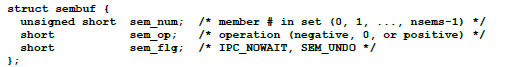 struct sembuf {
  unsigned short  sem_num;  /* member # in set (0, 1, ..., nsems-1) */
  short           sem_op;   /* operation (negative, 0, or positive) */
  short           sem_flg;  /* IPC_NOWAIT, SEM_UNDO */
};